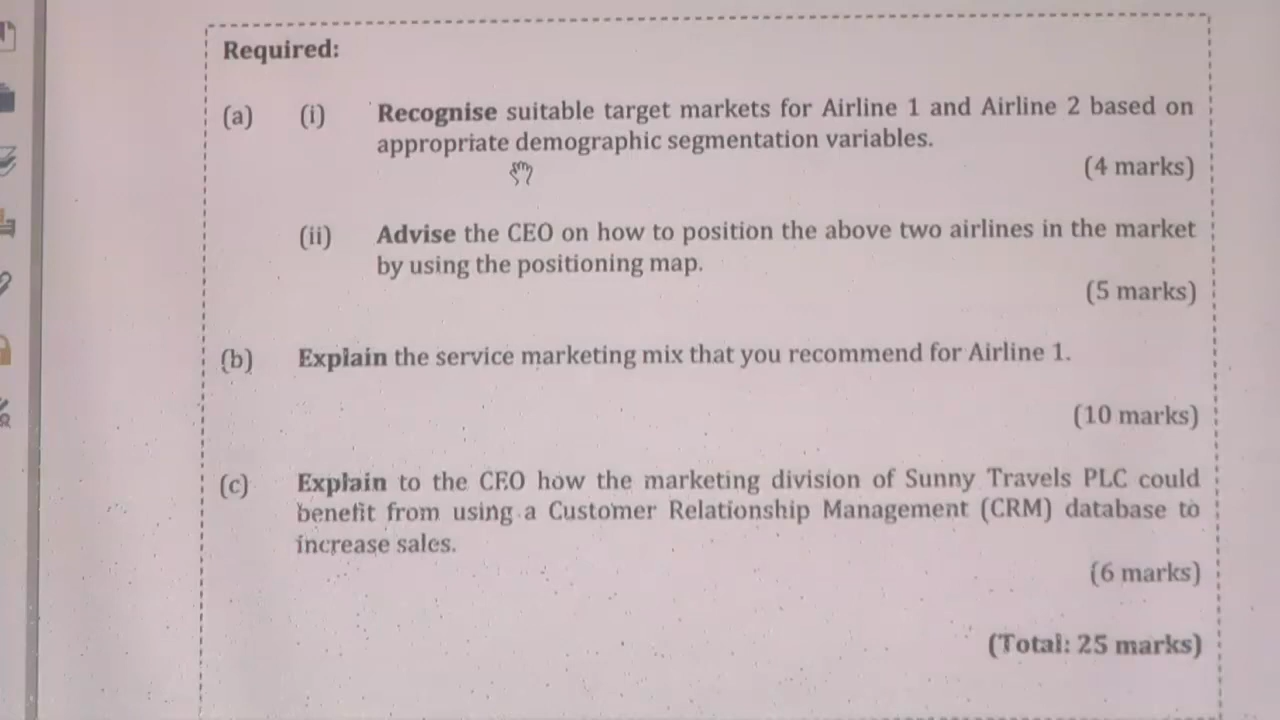 Required:
(a) (i) Recognise suitable target markets for Airline 1 and Airline 2 based on
appropriate demographic segmentation variables.
(4 marks)
(ii) Advise the CEO on how to position the above two airlines in the market
by using the positioning map.
(5 marks)
(b) Explain the service marketing mix that you recommend for Airline 1.
(10 marks)
(c) Explain to the CEO how the marketing division of Sunny Travels PLC could
benefit from using a Customer Relationship Management (CRM) database to
increase sales.
(6 marks)
(Total: 25 marks)